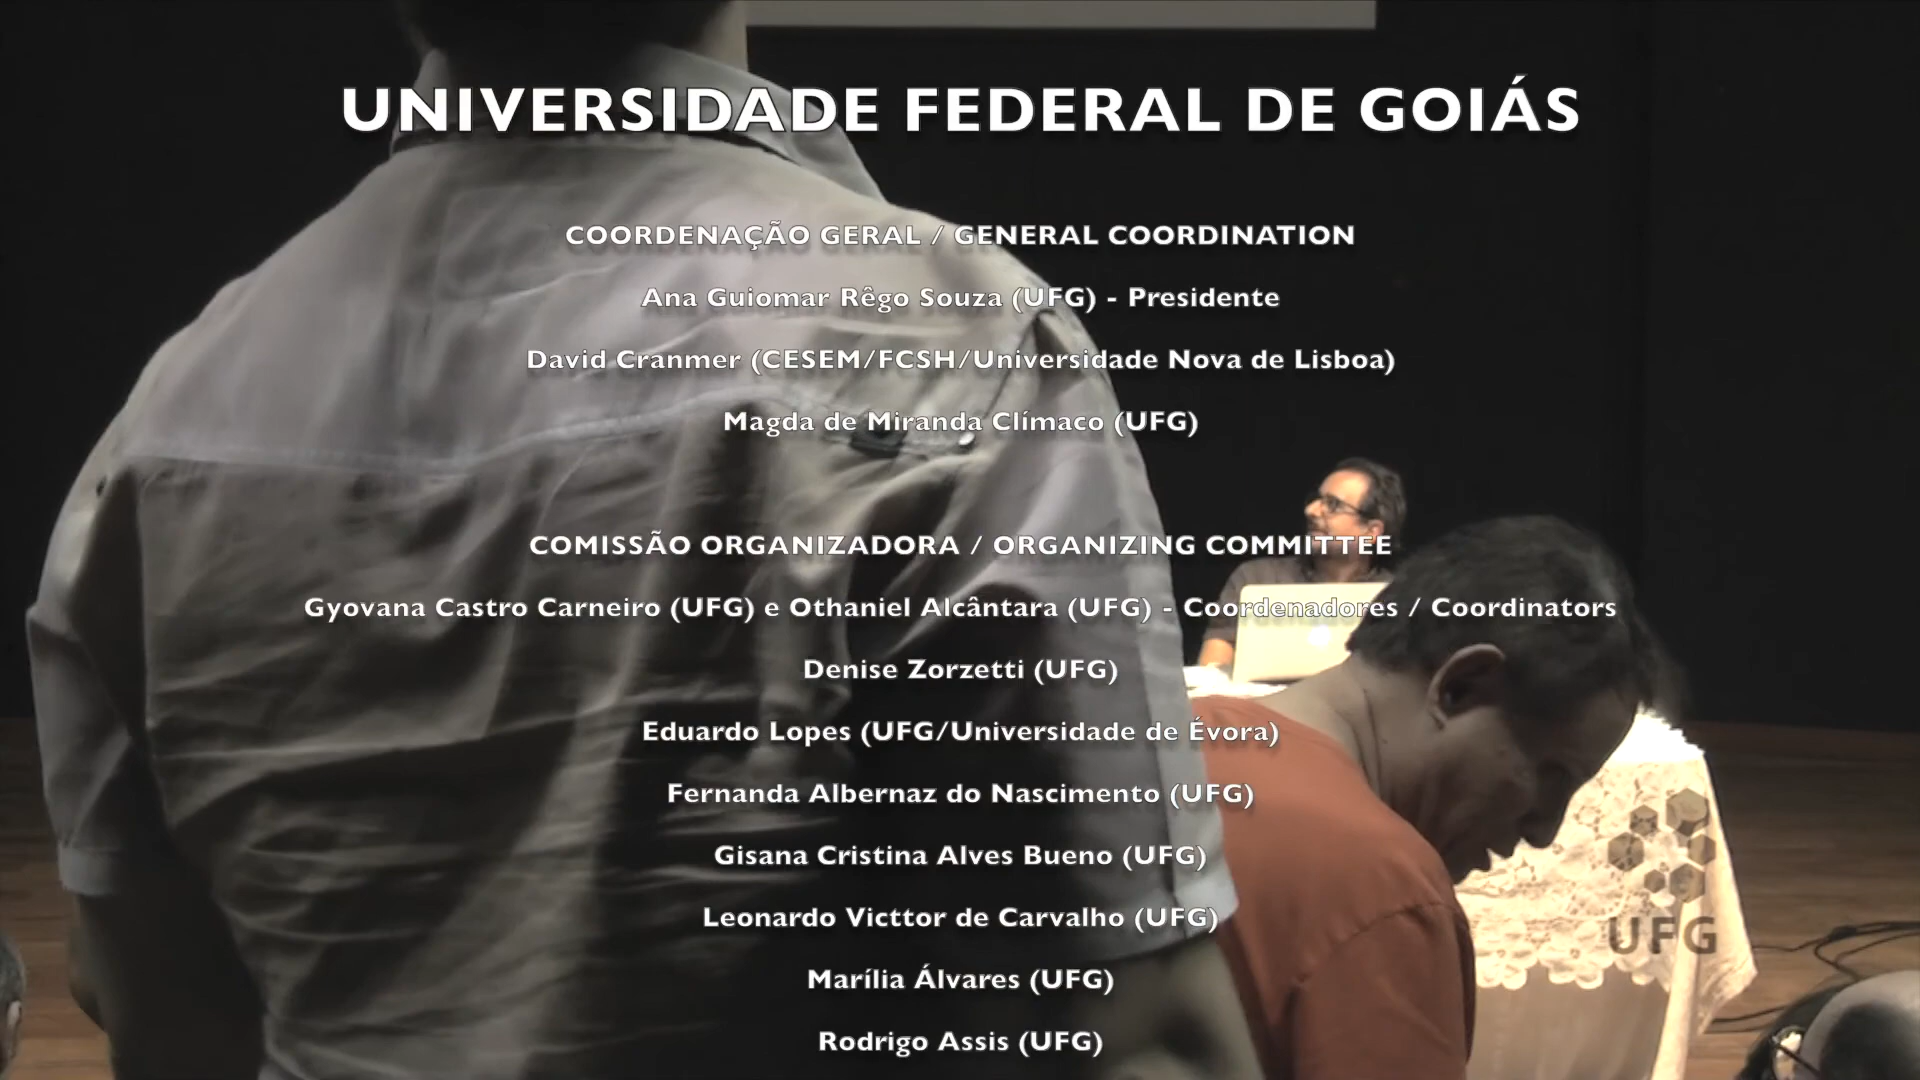 UNIVERSIDADE FEDERAL DE GOIÁS
COORDENAÇÃO GERAL / GENERAL COORDINATION
Ana Guiomar Rêgo Souza (UFG) - Presidente
David Cranmer (CESEM/FCSH/Universidade Nova de Lisboa)
Magda de Miranda Clímaco (UFG)
COMISSÃO ORGANIZADORA / ORGANIZING COMMITTEE
Gyovana Castro Carneiro (UFG) e Othaniel Alcântara (UFG) - Coordenadores / Coordinators
Denise Zorzetti (UFG)
Eduardo Lopes (UFG/Universidade de Évora)
Fernanda Albernaz do Nascimento (UFG)
Gisana Cristina Alves Bueno (UFG)
Leonardo Victtor de Carvalho (UFG)
UFG
Marília Álvares (UFG)
Rodrigo Assis (UFG)